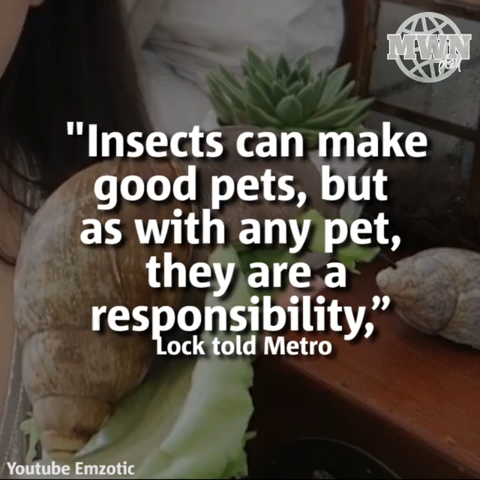 MWN
"Insects can make
good pets, but
as with any pet,
they are a
responsibility,”
Lock told Metro
Youtube Emzotic